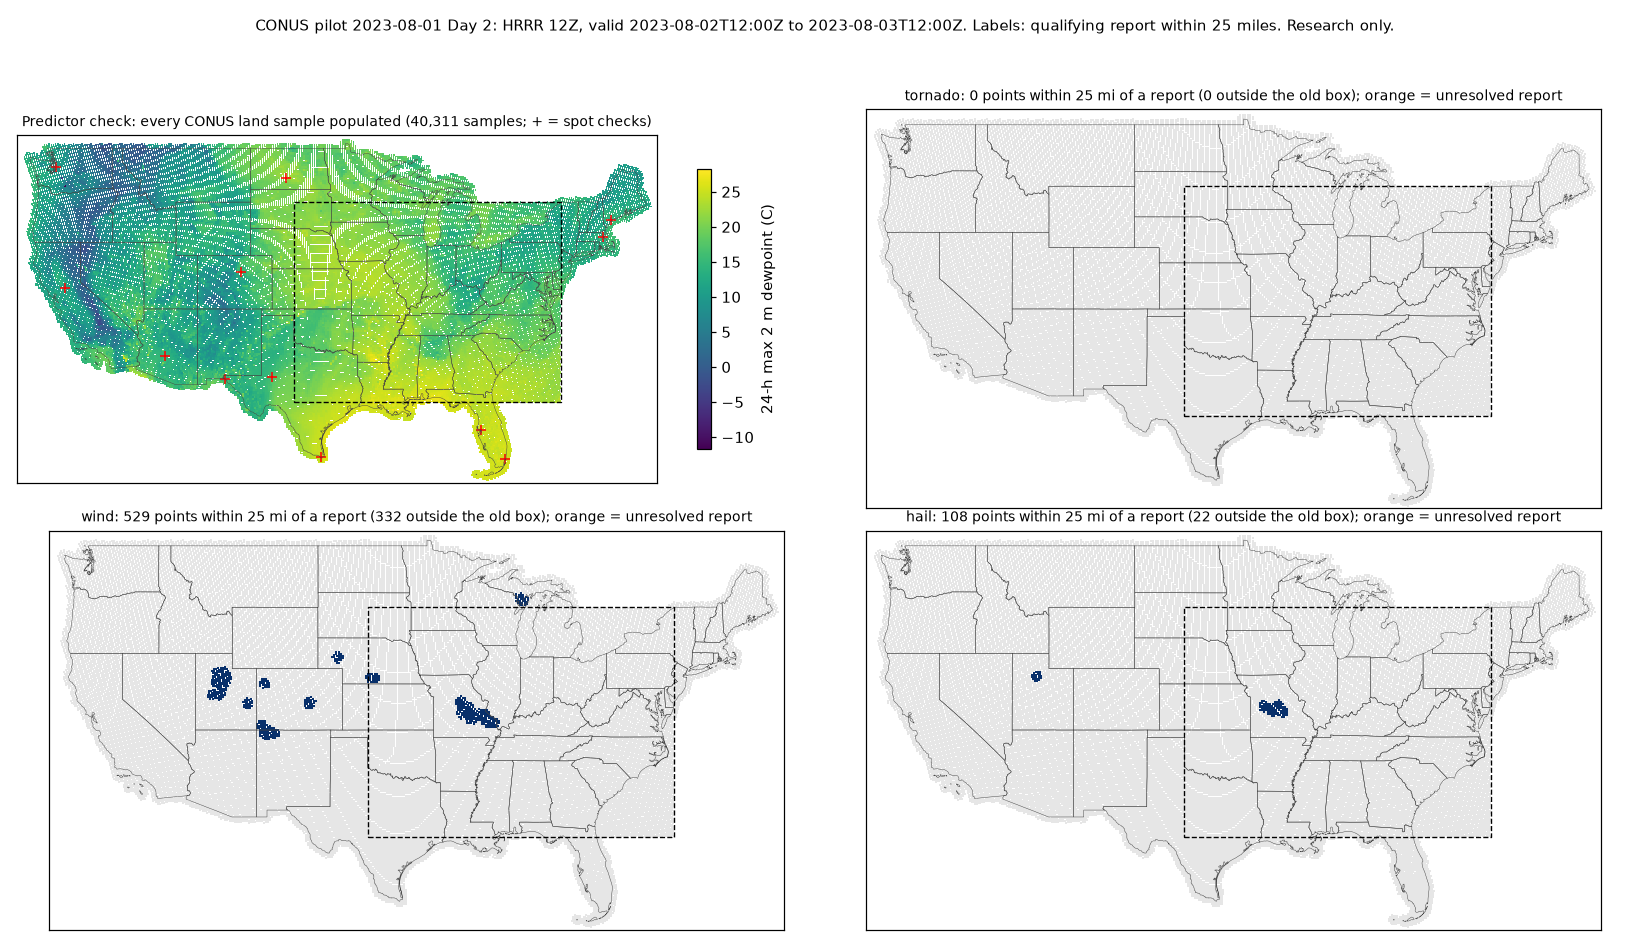 CONUS pilot 2023-08-01 Day 2: HRRR 12Z, valid 2023-08-02T12:00Z to 2023-08-03T12:00Z. Labels: qualifying report within 25 miles. Research only.
Predictor check: every CONUS land sample populated (40,311 samples; + = spot checks)
25
20
15
10
5
0
−5
−10
24-h max 2 m dewpoint (C)
tornado: 0 points within 25 mi of a report (0 outside the old box); orange = unresolved report
wind: 529 points within 25 mi of a report (332 outside the old box); orange = unresolved report
hail: 108 points within 25 mi of a report (22 outside the old box); orange = unresolved report